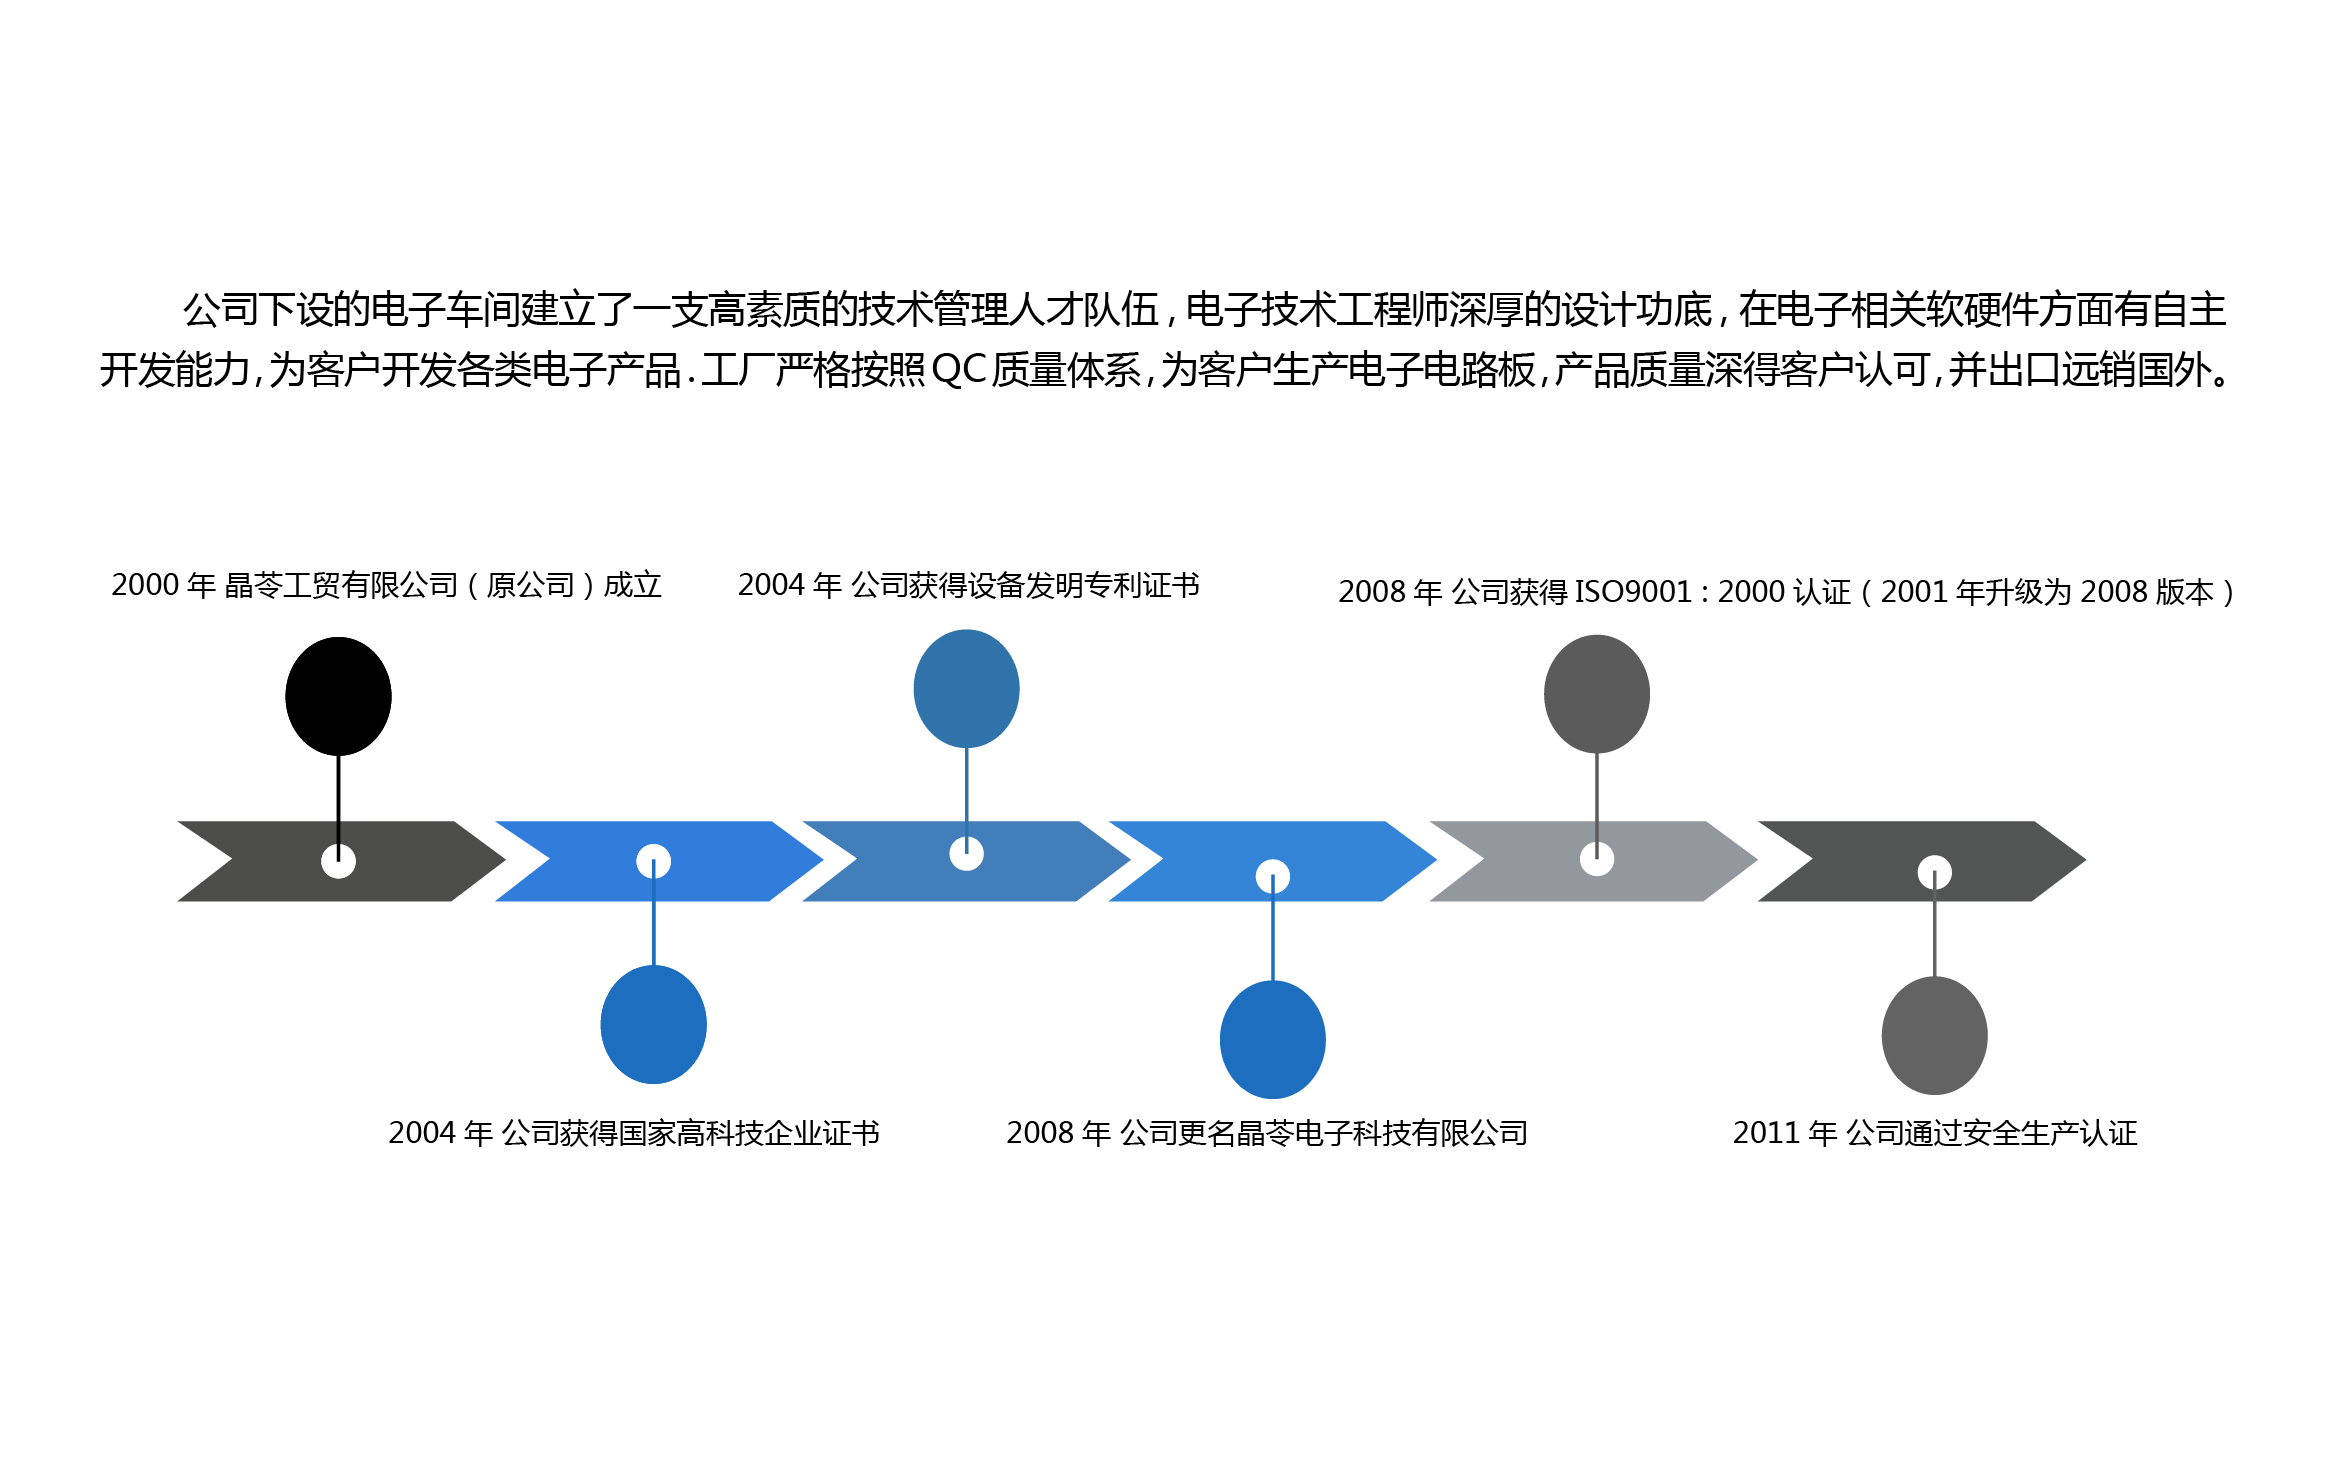 公司下设的电子车间建立了一支高素质的技术管理人才队伍，电子技术工程师深厚的设计功底，在电子相关软硬件方面有自主
开发能力，为客户开发各类电子产品.工厂严格按照QC质量体系，为客户生产电子电路板，产品质量深得客户认可，并出口远销国外。
2000 年 晶苓工贸有限公司（原公司）成立
2004 年 公司获得设备发明专利证书
2008 年 公司获得 ISO9001：2000 认证（2001 年升级为 2008 版本）
2004 年 公司获得国家高科技企业证书
2008 年 公司更名晶苓电子科技有限公司
2011 年 公司通过安全生产认证